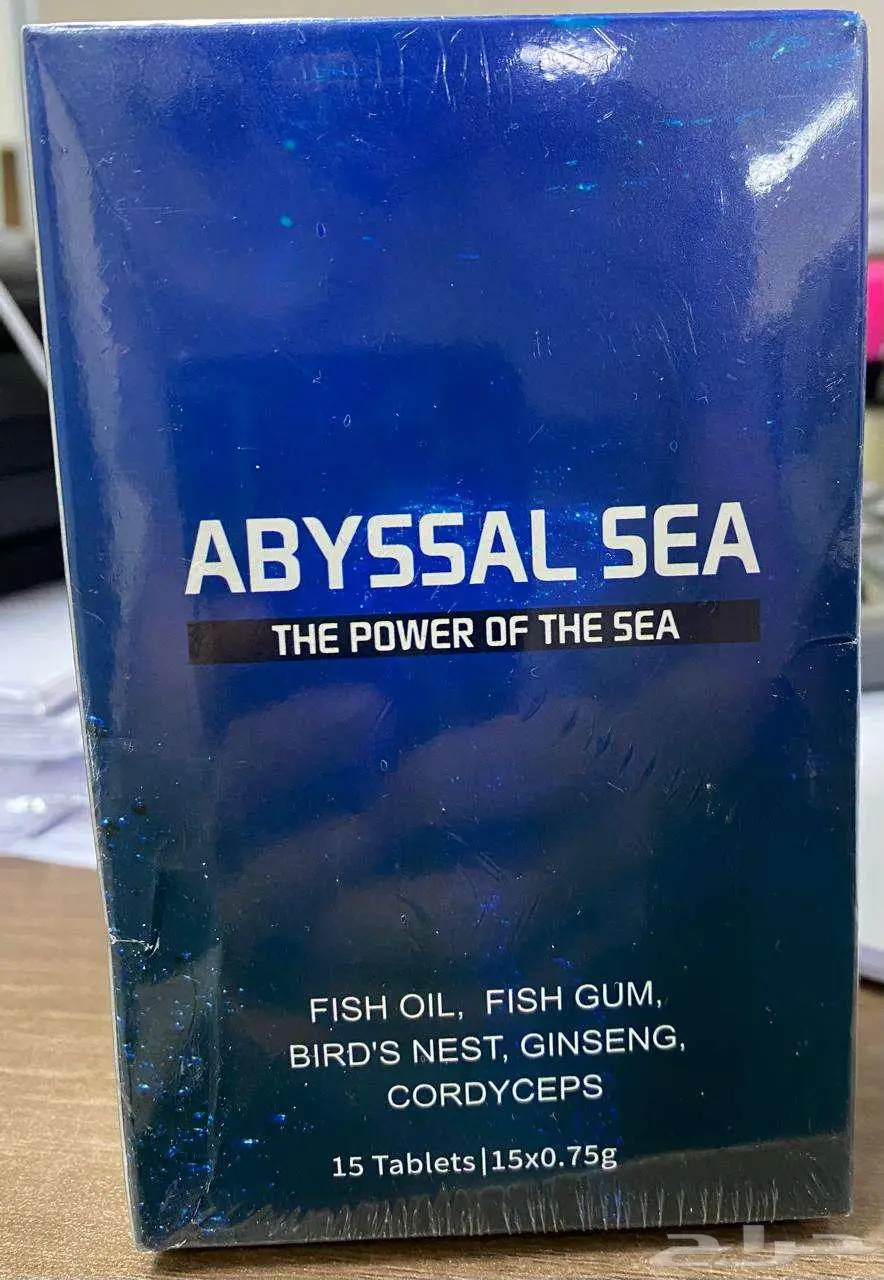 ABYSSAL SEA
THE POWER OF THE SEA
FISH OIL, FISH GUM,
BIRD'S NEST, GINSENG,
CORDYCEPS
15 Tablets|15x0.75g
حراج